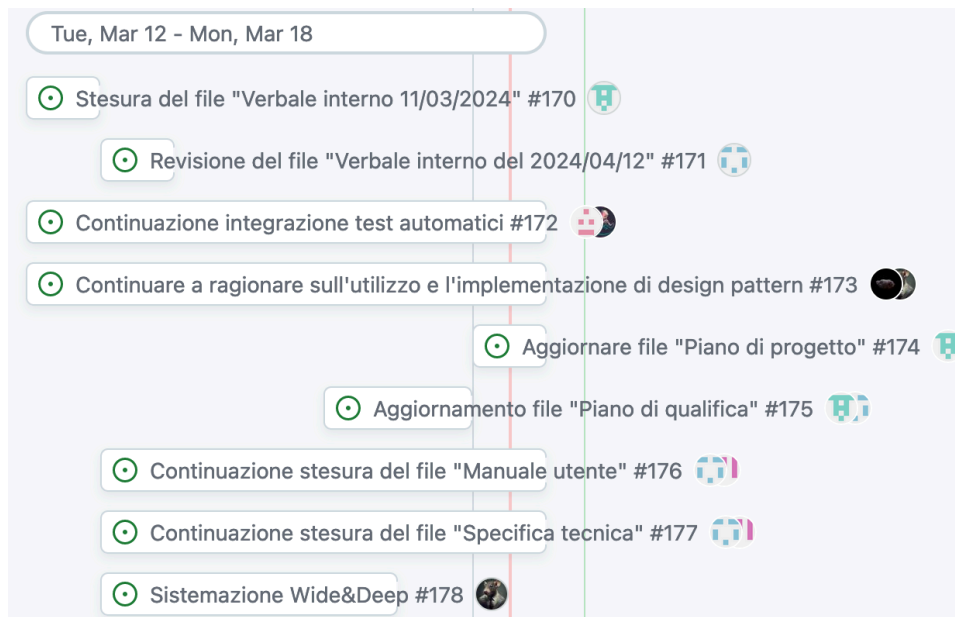 Tue, Mar 12 - Mon, Mar 18
Stesura del file "Verbale interno 11/03/2024" #170
Revisione del file "Verbale interno del 2024/04/12" #171
Continuazione integrazione test automatici #172
Continuare a ragionare sull'utilizzo e l'implementazione di design pattern #173
Aggiornare file "Piano di progetto" #174
Aggiornamento file "Piano di qualifica" #175
Continuazione stesura del file "Manuale utente" #176
Continuazione stesura del file "Specifica tecnica" #177
Sistemazione Wide&Deep #178